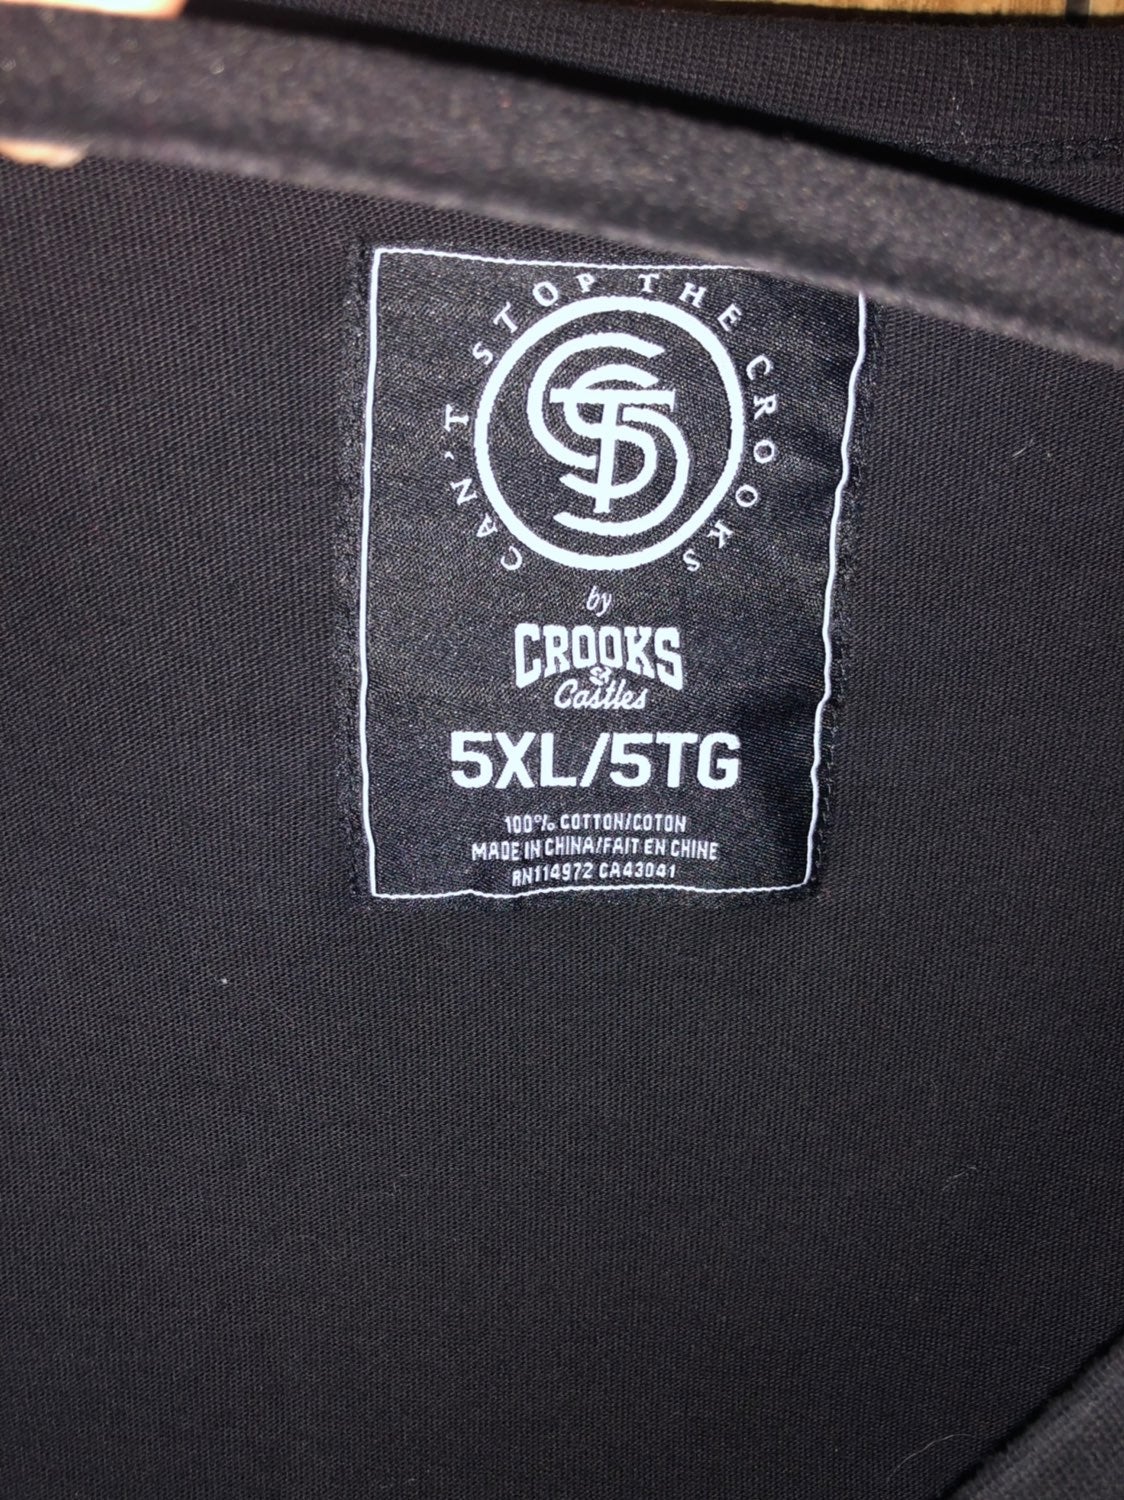 CAN'T STOP THE CROOKS
CSTS
by
CROOKS
&
Castles
5XL/5TG
100% COTTON/COTON
MADE IN CHINA/FAIT EN CHINE
RN114972 CA43041